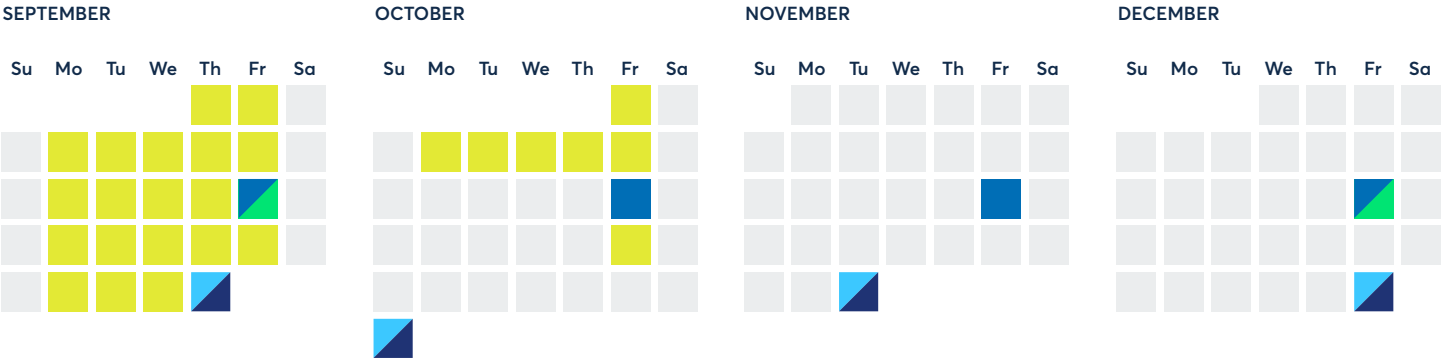 SEPTEMBER
Su Mo Tu We Th Fr Sa
OCTOBER
Su Mo Tu We Th Fr Sa
NOVEMBER
Su Mo Tu We Th Fr Sa
DECEMBER
Su Mo Tu We Th Fr Sa